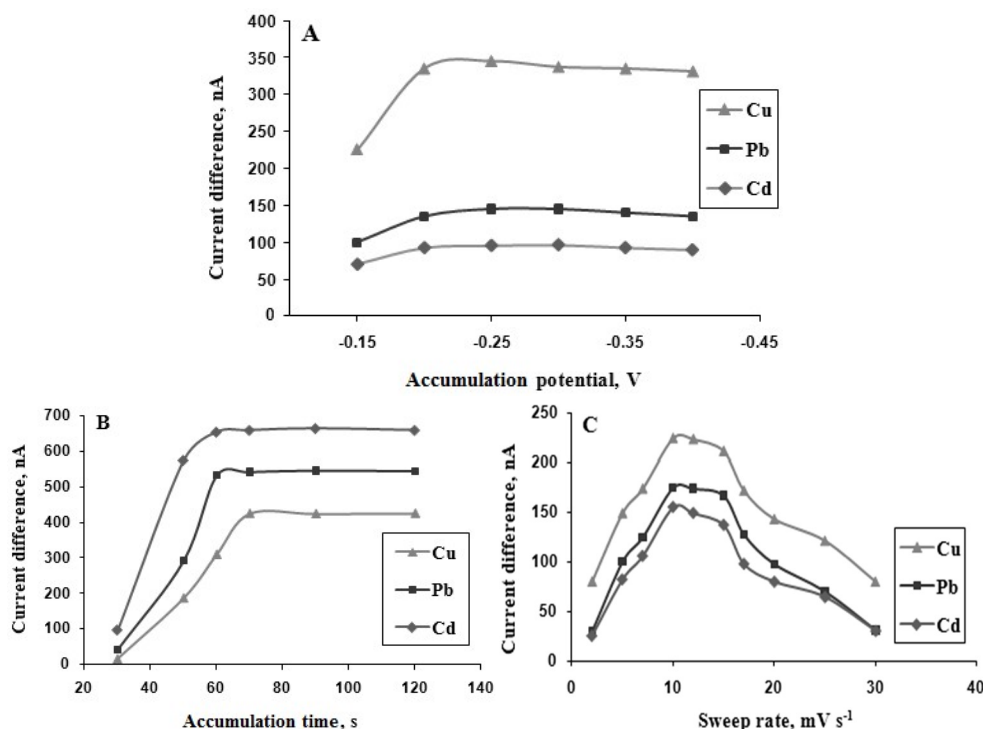 A
Current difference, nA
400
350
300
250
200
150
100
50
0
-0.15
-0.25
-0.35
-0.45
Accumulation potential, V
Cu
Pb
Cd
B
Current difference, nA
700
600
500
400
300
200
100
0
20
40
60
80
100
120
140
Accumulation time, s
Cu
Pb
Cd
C
Current difference, nA
250
200
150
100
50
0
0
10
20
30
40
Sweep rate, mV s⁻¹
Cu
Pb
Cd